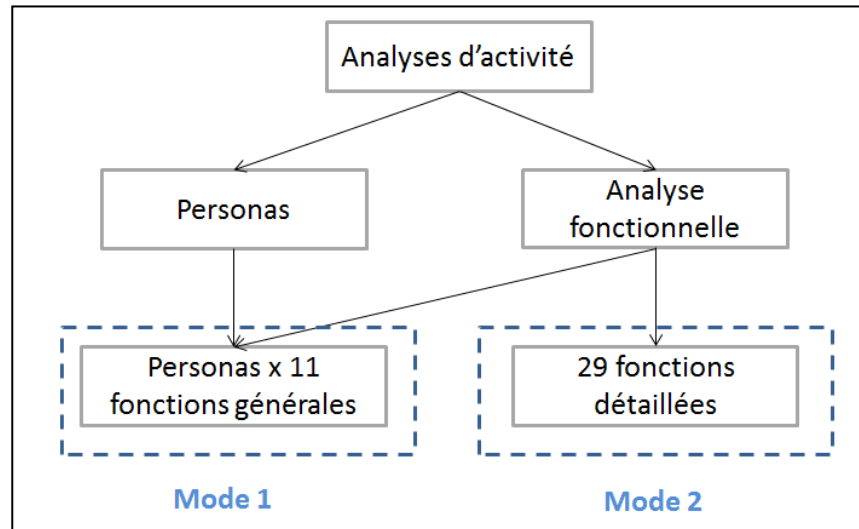 Analyses d'activité
Personas
Analyse
fonctionnelle
Personas x 11
fonctions générales
29 fonctions
détaillées
Mode 1
Mode 2